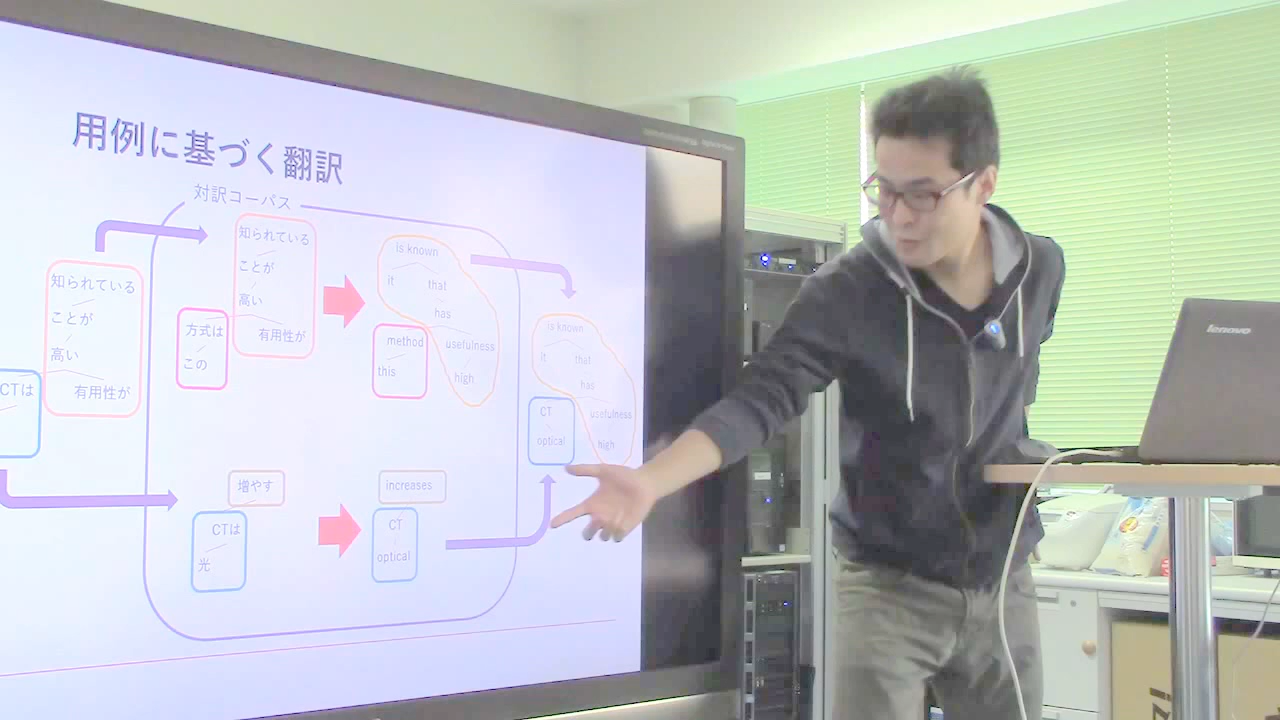 用例に基づく翻訳
対訳コーパス
知られている
ことが
高い
有用性が
CTは
知られている
ことが
高い
有用性が
方式は
この
is known
it
that
has
usefulness
high
method
this
is known
it
that
has
usefulness
high
CT
optical
増やす
CTは
光
increases
CT
optical
lenovo